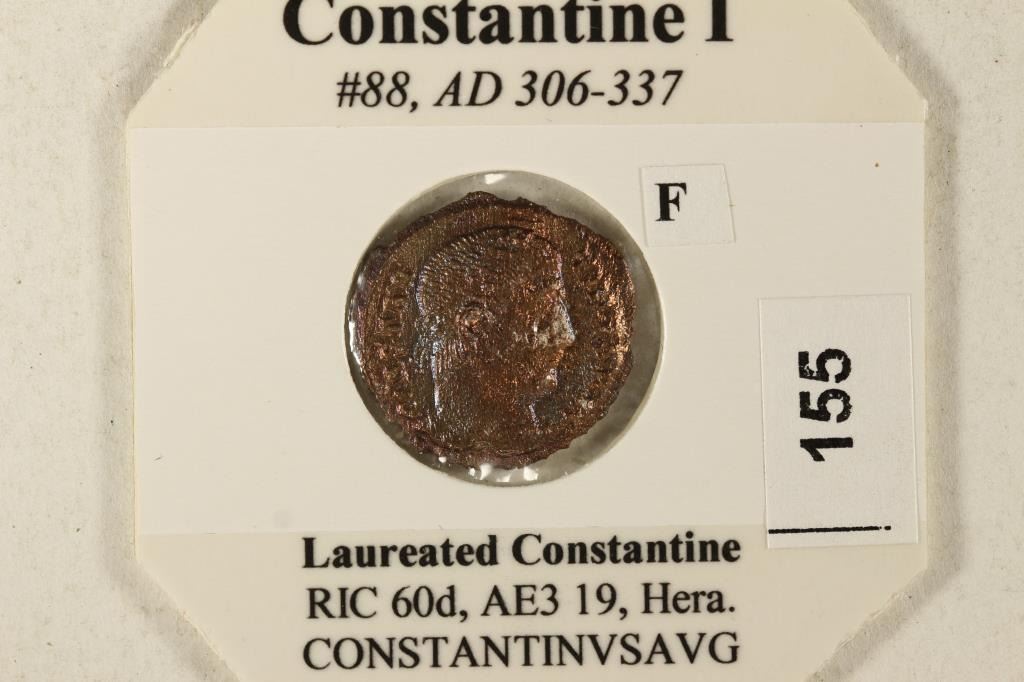 Constantine I
#88, AD 306-337
F
155
Laureated Constantine
RIC 60d, AE3 19, Hera.
CONSTANTINVSAVG